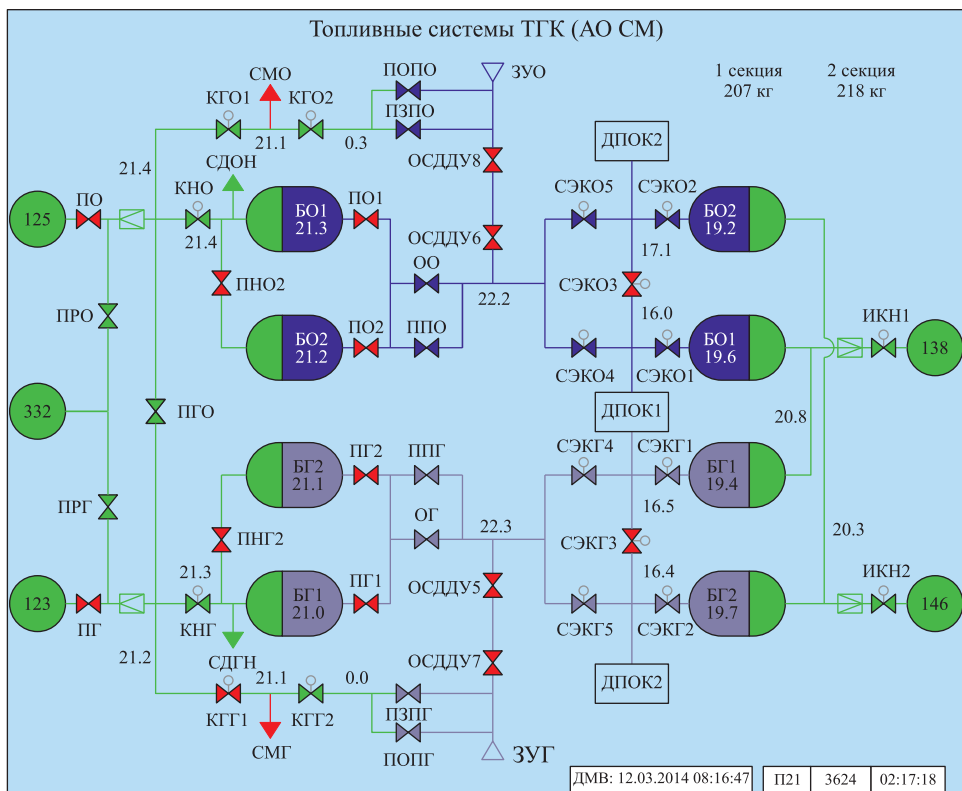 Топливные системы ТГК (АО СМ)
СМО
ПОПО
ЗУО
1 секция
207 кг
2 секция
218 кг
КГО1
КГО2
ПЗПО
21.1
0.3
ДПОК2
21.4
СДОН
ОСДДУ8
КНО
СЭКО5
СЭКО2
125
ПО
БО1
21.3
ПО1
БО2
19.2
21.4
ОСДДУ6
17.1
ПНО2
ОО
22.2
СЭКО3
ПРО
16.0
ИКН1
БО2
21.2
ПО2
ППО
БО1
19.6
138
СЭКО4
СЭКО1
332
ПГО
ДПОК1
20.8
ПГ2
ППГ
СЭКГ4
СЭКГ1
БГ2
21.1
БГ1
19.4
ПРГ
ОГ
16.5
ПНГ2
22.3
СЭКГ3
20.3
21.3
16.4
ИКН2
ПГ1
ОСДДУ5
123
БГ1
21.0
БГ2
19.7
146
ПГ
КНГ
СЭКГ5
СЭКГ2
21.2
СДГН
ОСДДУ7
21.1
0.0
ДПОК2
КГГ1
КГГ2
ПЗПГ
СМГ
ПОПГ
ЗУГ
ДМВ: 12.03.2014 08:16:47
П21
3624
02:17:18